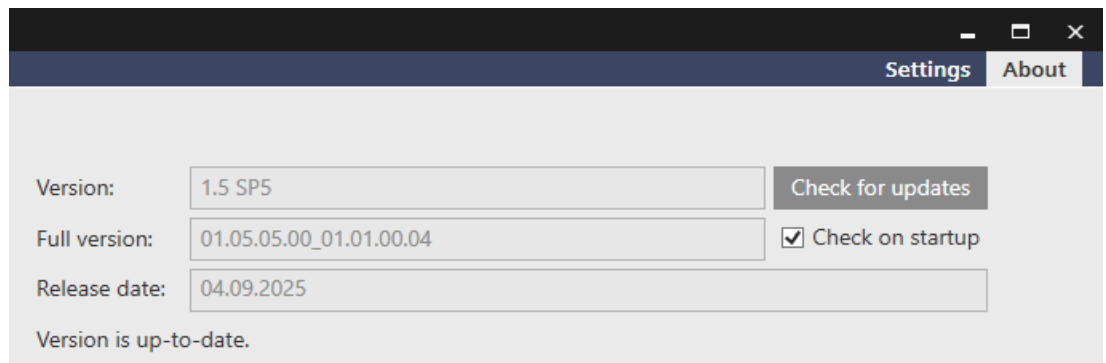 Settings About
Version: 1.5 SP5 Check for updates
Full version: 01.05.05.00_01.01.00.04 Check on startup
Release date: 04.09.2025
Version is up-to-date.